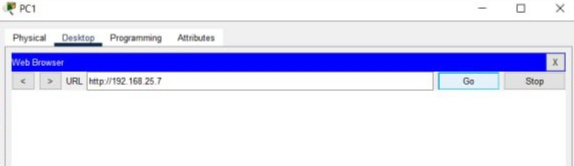 PC1
Physical Desktop Programming Attributes
Web Browser X
< > URL http://192.168.25.7 Go Stop